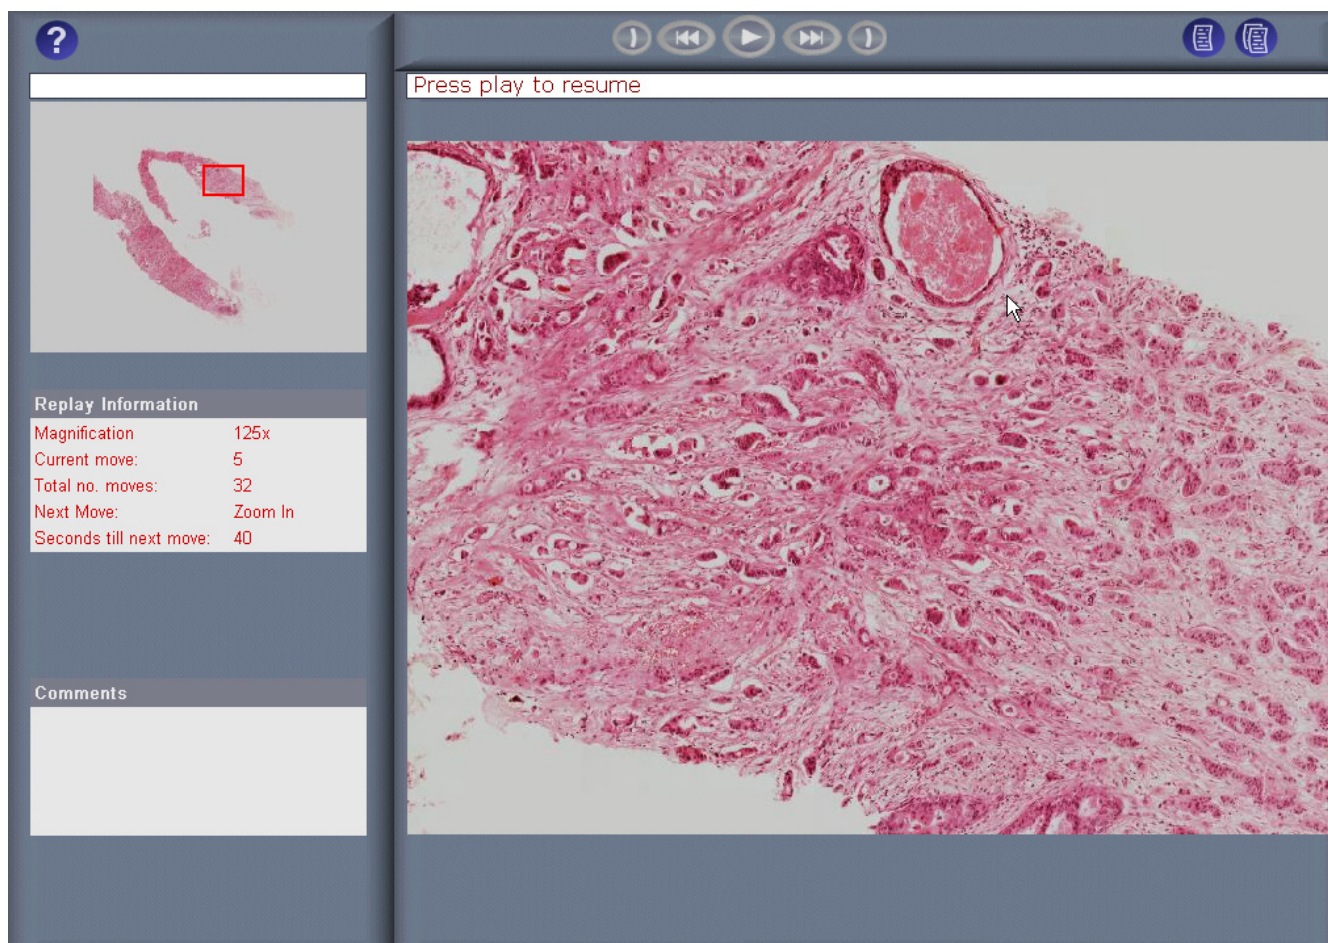 ?
Press play to resume
Replay Information
Magnification 125x
Current move: 5
Total no. moves: 32
Next Move: Zoom In
Seconds till next move: 40
Comments